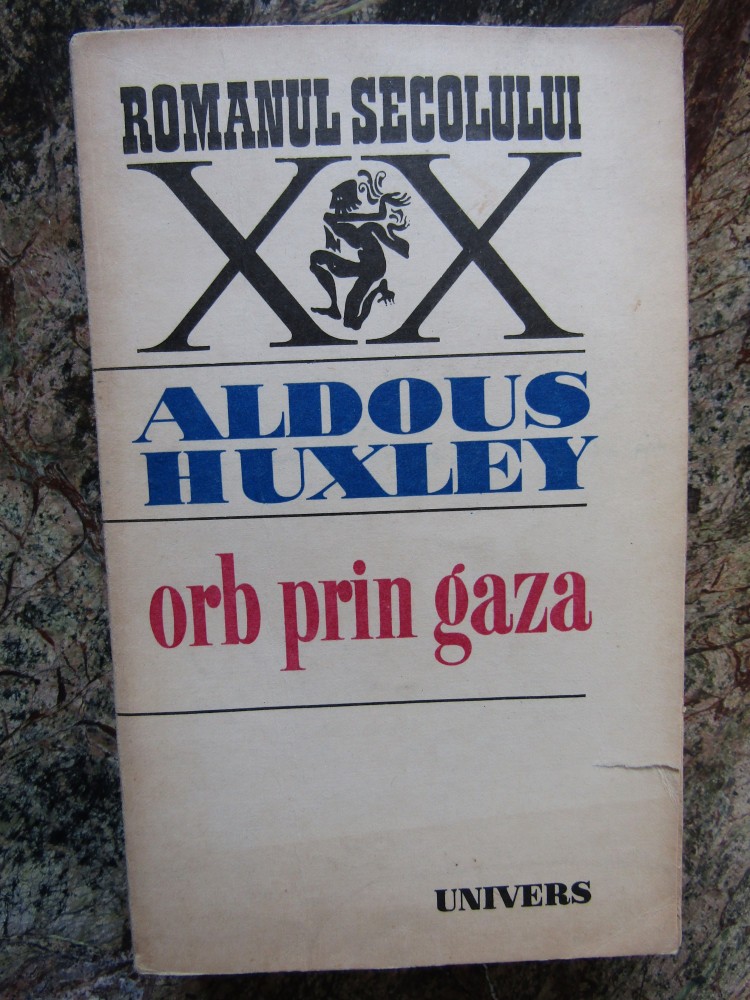 ROMANUL SECOLULUI
XX
ALDOUS
HUXLEY
orb prin gaza
UNIVERS